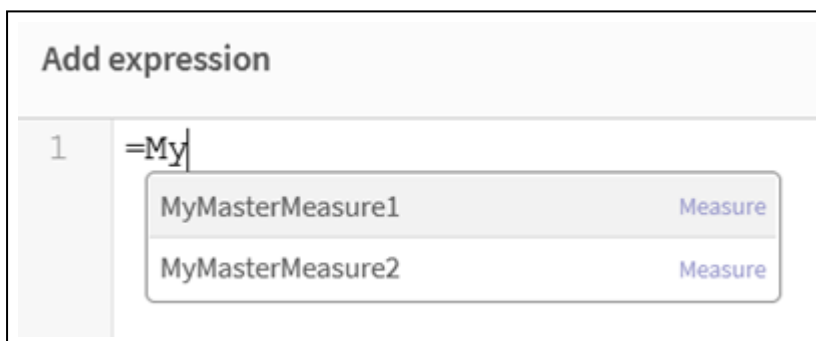 Add expression
1 =My
MyMasterMeasure1 Measure
MyMasterMeasure2 Measure